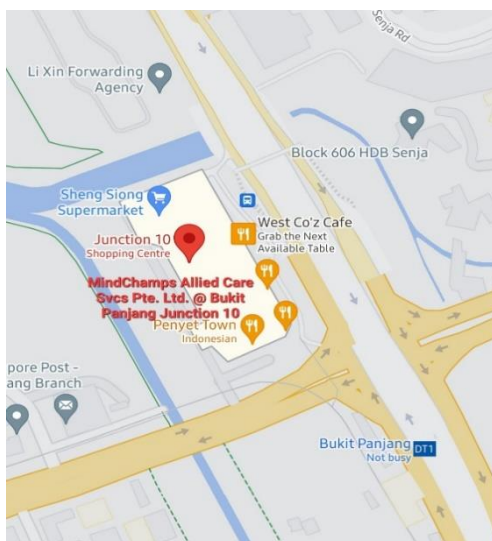 Senja Rd
Li Xin Forwarding
Agency
Block 606 HDB Senja
Sheng Siong
Supermarket
West Co'z Cafe
Grab the Next
Available Table
Junction 10
Shopping Centre
MindChamps Allied Care
Svcs Pte. Ltd. @ Bukit
Panjang Junction 10
Penyet Town
Indonesian
pore Post -
ang Branch
Bukit Panjang DT1
Not busy